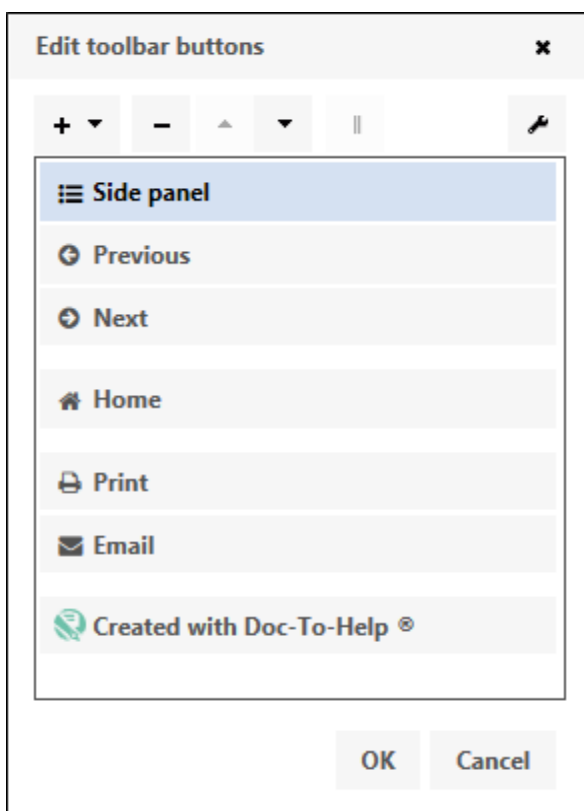 Edit toolbar buttons
Side panel
Previous
Next
Home
Print
Email
Created with Doc-To-Help ®
OK Cancel